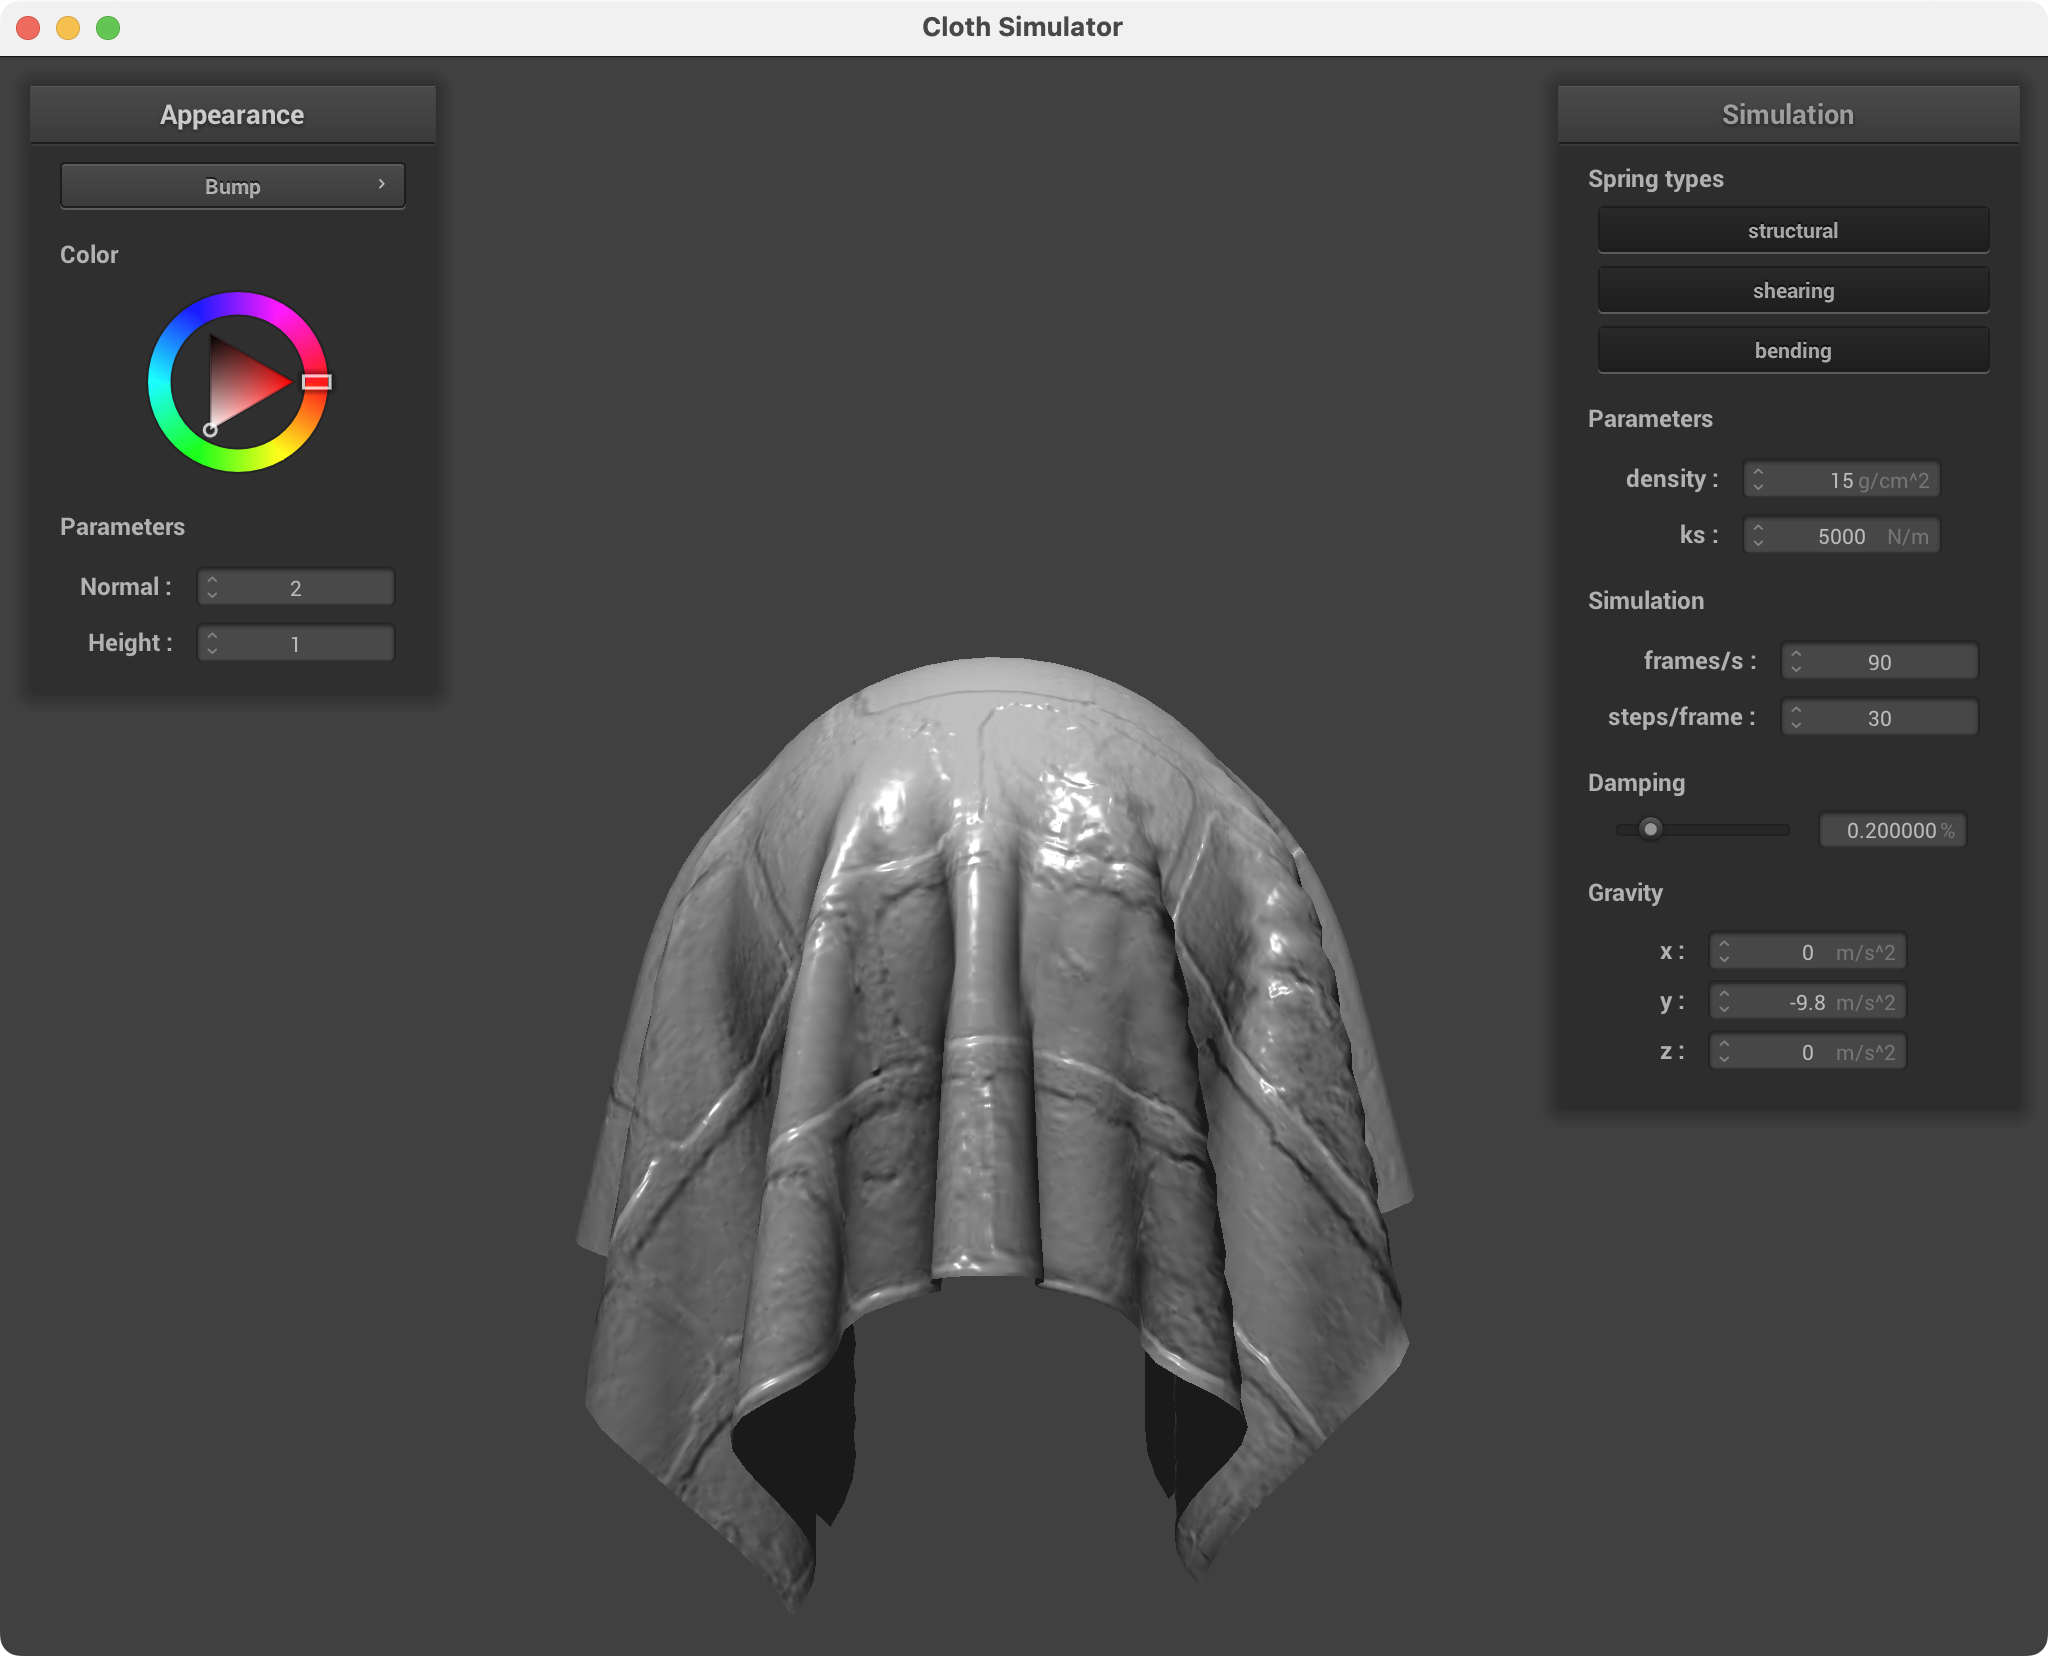 Cloth Simulator
Appearance
Bump
Color
Parameters
Normal : 2
Height : 1
Simulation
Spring types
structural
shearing
bending
Parameters
density : 15 g/cm^2
ks : 5000 N/m
Simulation
frames/s : 90
steps/frame : 30
Damping
0.200000 %
Gravity
x : 0 m/s^2
y : -9.8 m/s^2
z : 0 m/s^2